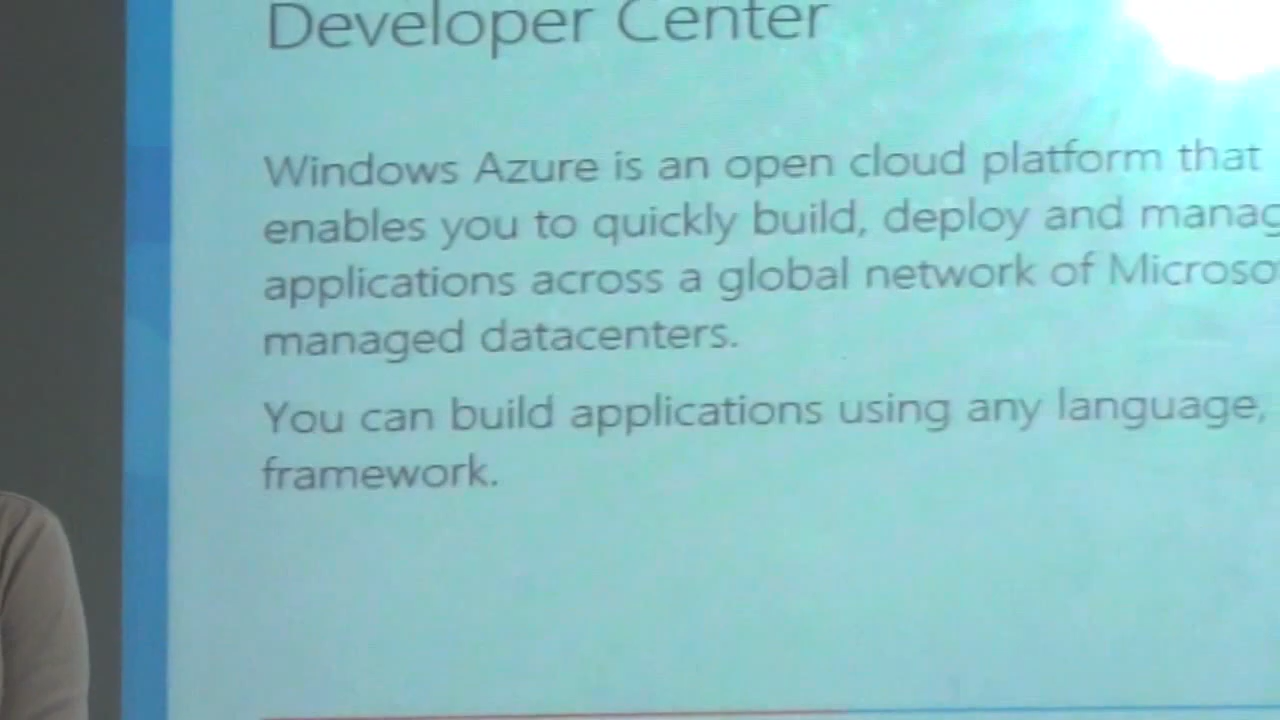 Developer Center
Windows Azure is an open cloud platform that
enables you to quickly build, deploy and manag
applications across a global network of Microso
managed datacenters.
You can build applications using any language,
framework.